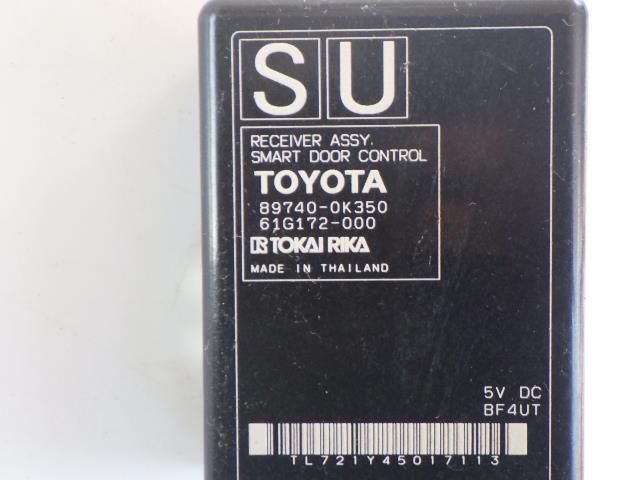 SU
RECEIVER ASSY.
SMART DOOR CONTROL
TOYOTA
89740-0K350
61G172-000
TOKAI RIKA
MADE IN THAILAND
5V DC
BF4UT
TL721Y45017113